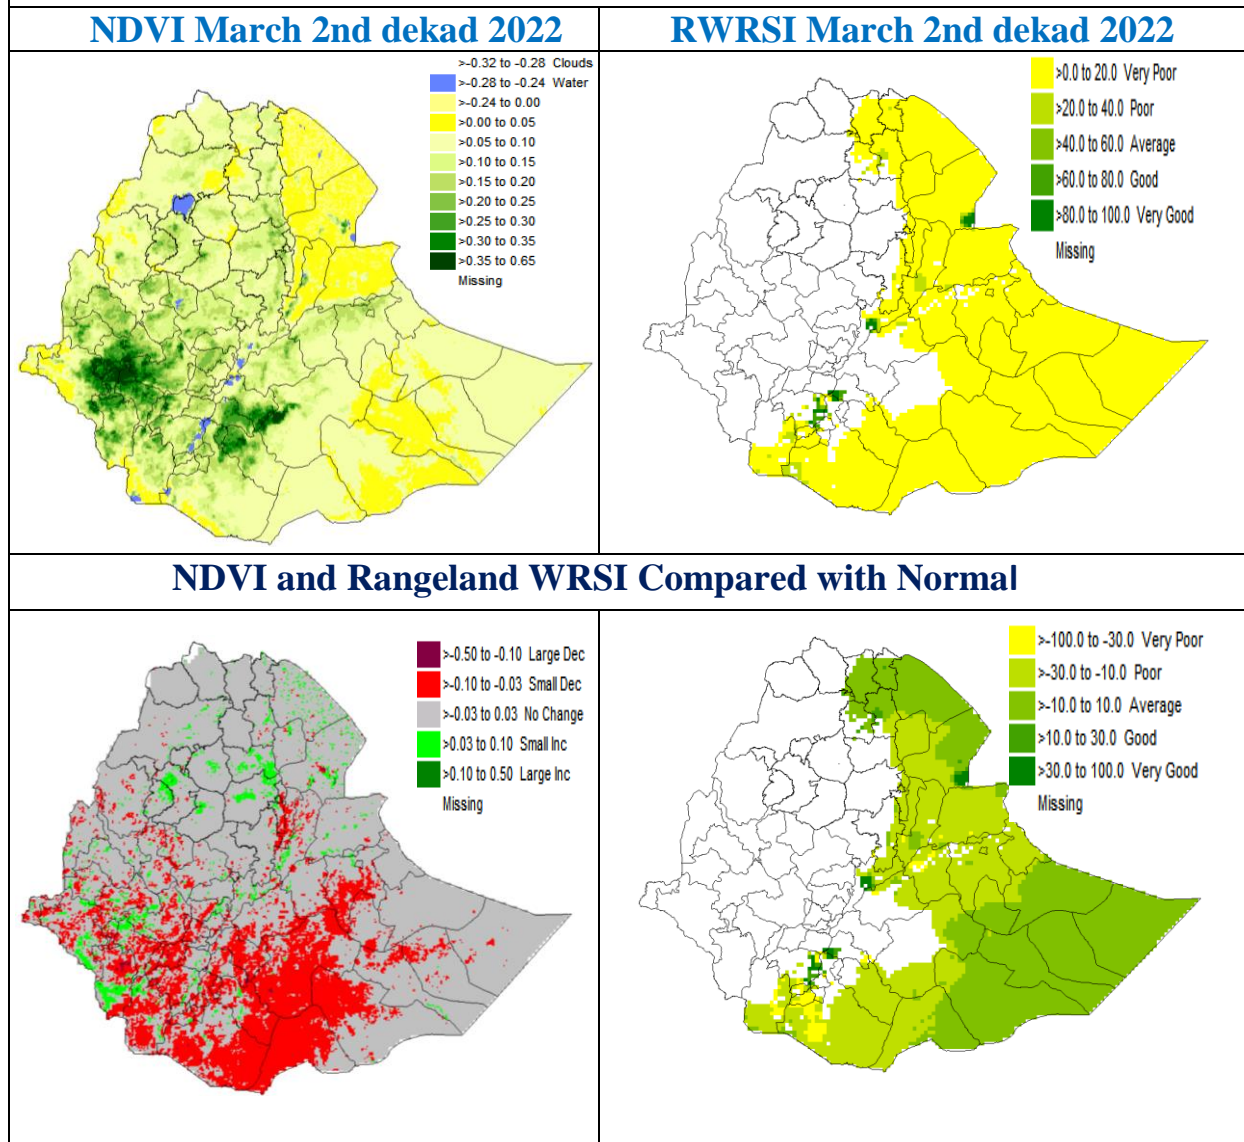 NDVI March 2nd dekad 2022
RWRSI March 2nd dekad 2022
>-0.32 to -0.28 Clouds
>-0.28 to -0.24 Water
>-0.24 to 0.00
>0.00 to 0.05
>0.05 to 0.10
>0.10 to 0.15
>0.15 to 0.20
>0.20 to 0.25
>0.25 to 0.30
>0.30 to 0.35
>0.35 to 0.65
Missing
>0.0 to 20.0 Very Poor
>20.0 to 40.0 Poor
>40.0 to 60.0 Average
>60.0 to 80.0 Good
>80.0 to 100.0 Very Good
Missing
NDVI and Rangeland WRSI Compared with Normal
>-0.50 to -0.10 Large Dec
>-0.10 to -0.03 Small Dec
>-0.03 to 0.03 No Change
>0.03 to 0.10 Small Inc
>0.10 to 0.50 Large Inc
Missing
>-100.0 to -30.0 Very Poor
>-30.0 to -10.0 Poor
>-10.0 to 10.0 Average
>10.0 to 30.0 Good
>30.0 to 100.0 Very Good
Missing